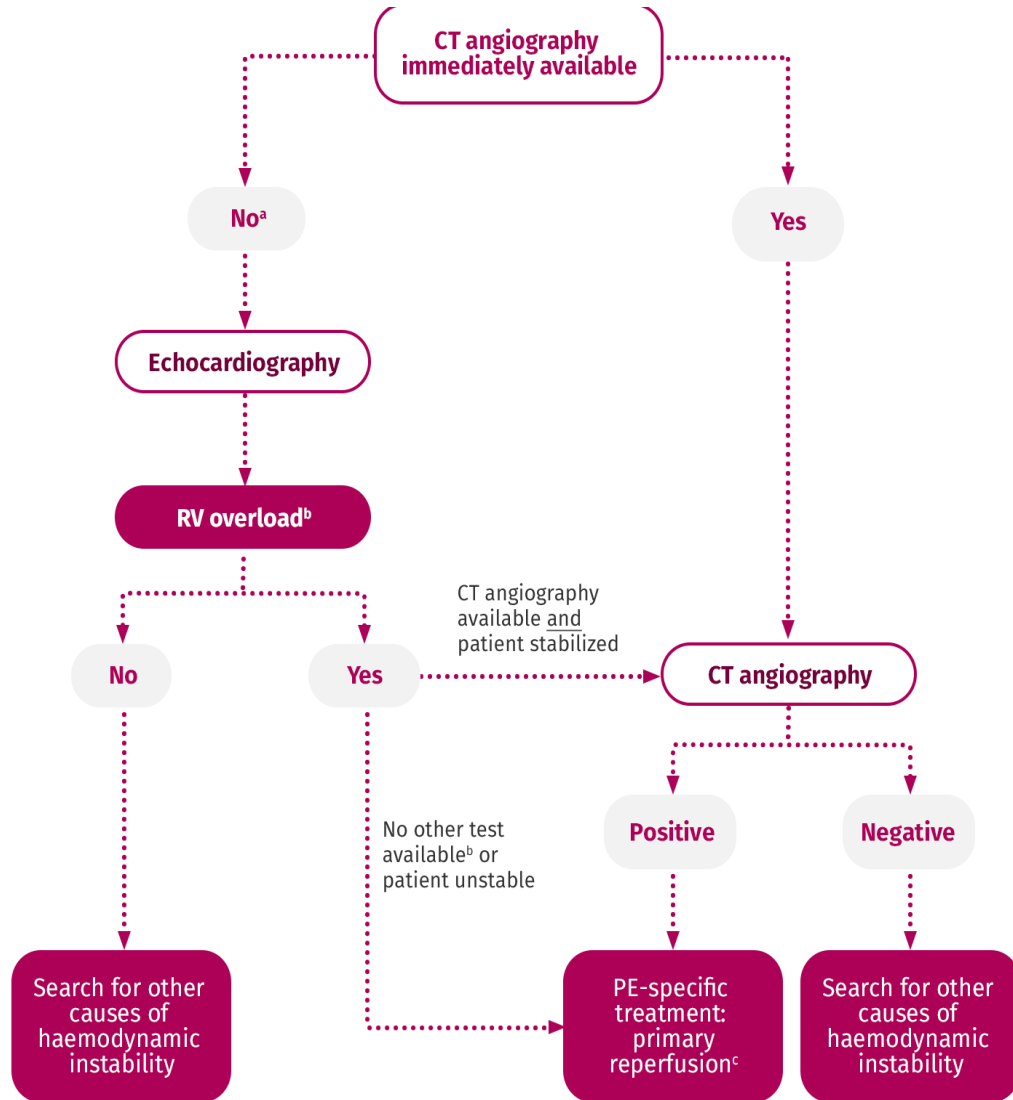 CT angiography
immediately available
Noᵃ
Yes
Echocardiography
RV overloadᵇ
CT angiography
available and
patient stabilized
No
Yes
CT angiography
No other test
availableᵇ or
patient unstable
Positive
Negative
Search for other
causes of
haemodynamic
instability
PE-specific
treatment:
primary
reperfusionᶜ
Search for other
causes of
haemodynamic
instability